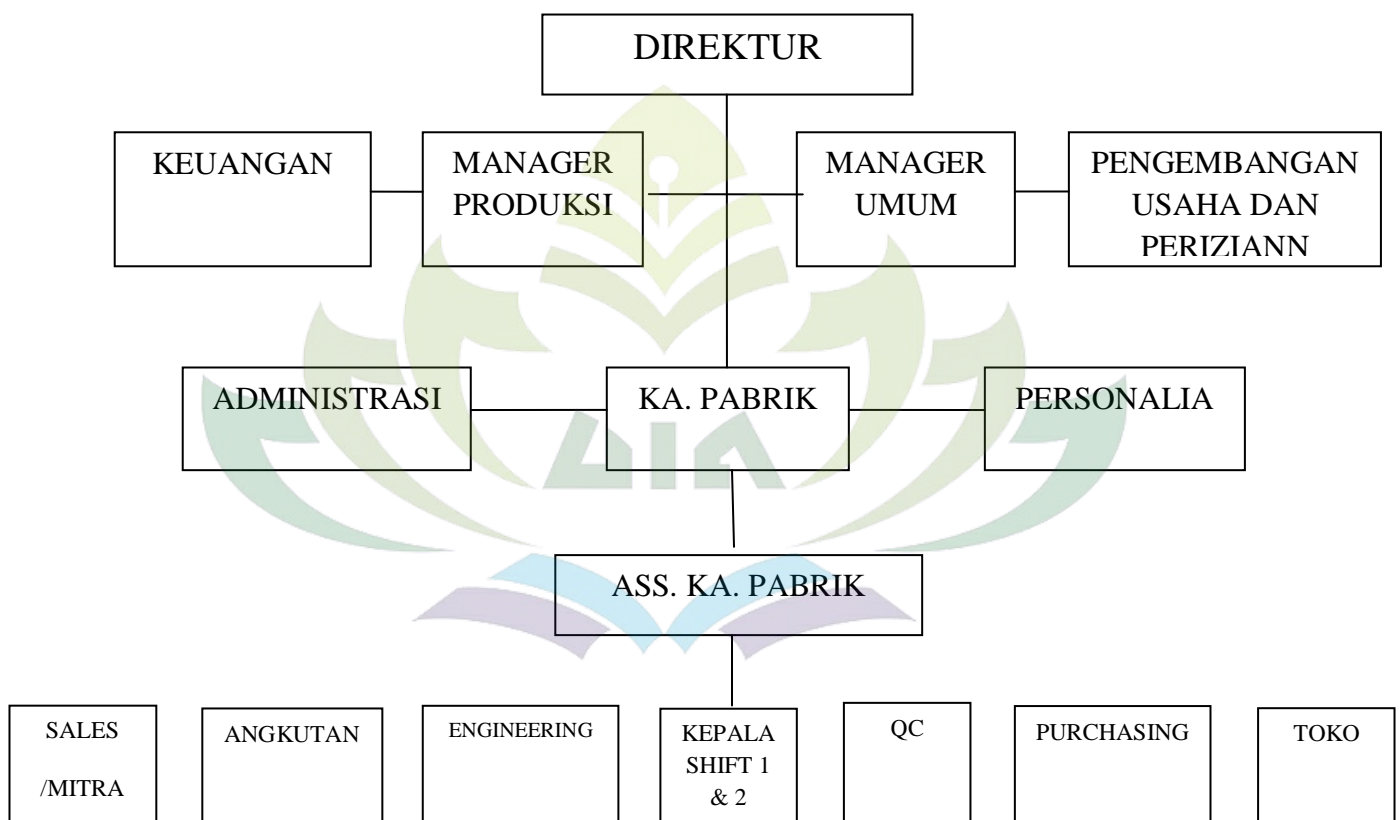 DIREKTUR
KEUANGAN
MANAGER
PRODUKSI
MANAGER
UMUM
PENGEMBANGAN
USAHA DAN
PERIZIANN
ADMINISTRASI
KA. PABRIK
PERSONALIA
ASS. KA. PABRIK
SALES
/MITRA
ANGKUTAN
ENGINEERING
KEPALA
SHIFT 1
& 2
QC
PURCHASING
TOKO